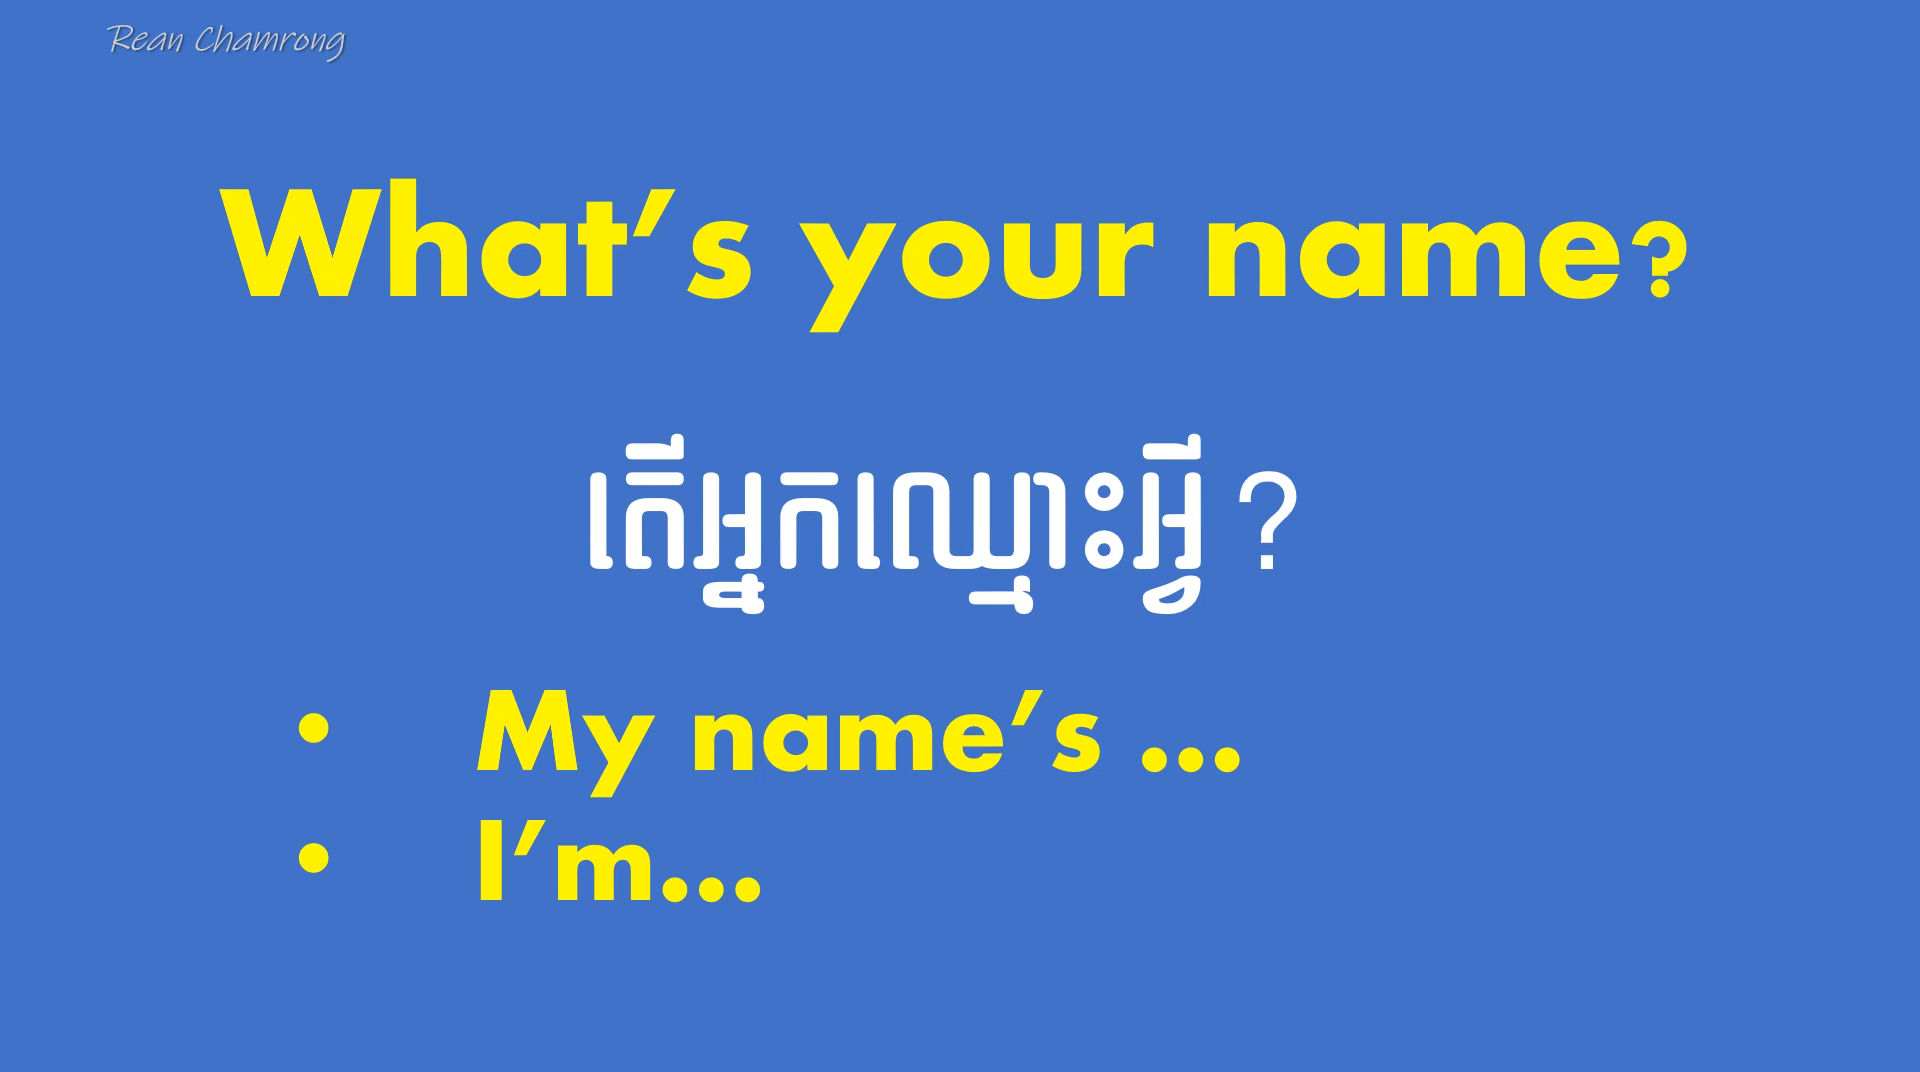 Rean Chamrong
What’s your name?
តើអ្នកឈ្មោះអ្វី ?
• My name’s ...
• I’m...